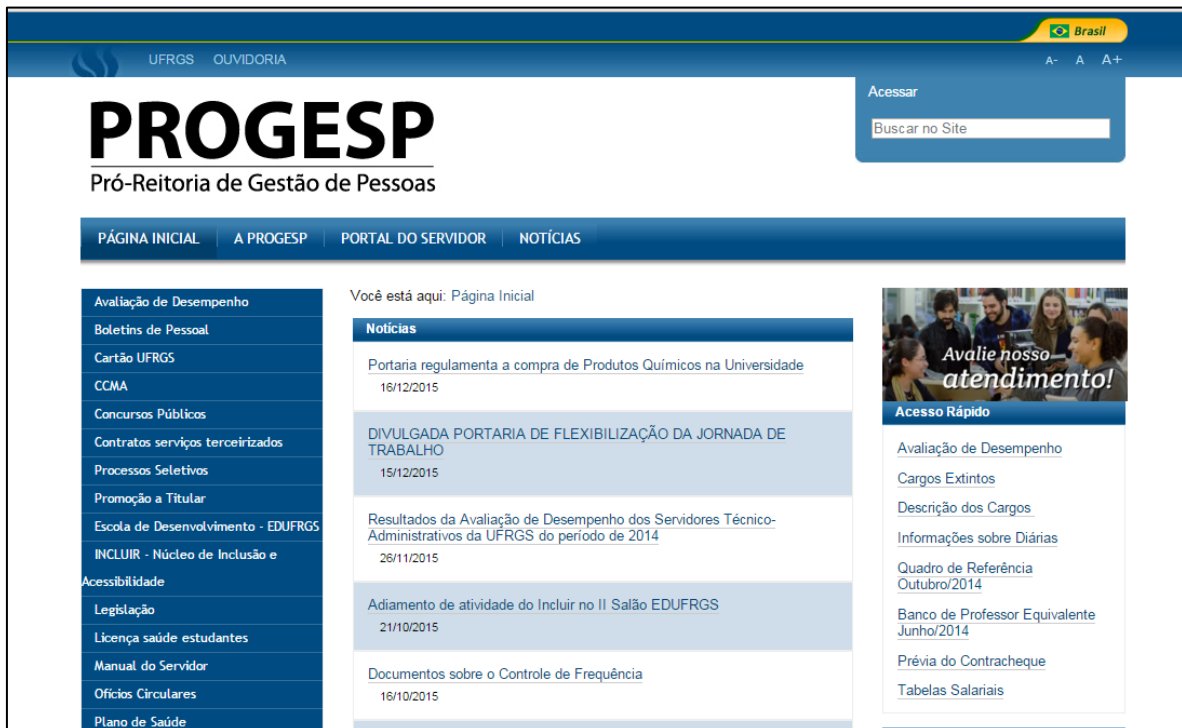 Brasil
UFRGS OUVIDORIA
A- A A+
Acessar
Buscar no Site
PROGESP
Pró-Reitoria de Gestão de Pessoas
PÁGINA INICIAL A PROGESP PORTAL DO SERVIDOR NOTÍCIAS
Avaliação de Desempenho
Boletins de Pessoal
Cartão UFRGS
CCMA
Concursos Públicos
Contratos serviços terceirizados
Processos Seletivos
Promoção a Titular
Escola de Desenvolvimento - EDUFRGS
INCLUIR - Núcleo de Inclusão e
Acessibilidade
Legislação
Licença saúde estudantes
Manual do Servidor
Ofícios Circulares
Plano de Saúde
Você está aqui: Página Inicial
Notícias
Portaria regulamenta a compra de Produtos Químicos na Universidade
16/12/2015
DIVULGADA PORTARIA DE FLEXIBILIZAÇÃO DA JORNADA DE
TRABALHO
15/12/2015
Resultados da Avaliação de Desempenho dos Servidores Técnico-
Administrativos da UFRGS do período de 2014
26/11/2015
Adiamento de atividade do Incluir no II Salão EDUFRGS
21/10/2015
Documentos sobre o Controle de Frequência
16/10/2015
Avalie nosso
atendimento!
Acesso Rápido
Avaliação de Desempenho
Cargos Extintos
Descrição dos Cargos
Informações sobre Diárias
Quadro de Referência
Outubro/2014
Banco de Professor Equivalente
Junho/2014
Prévia do Contracheque
Tabelas Salariais